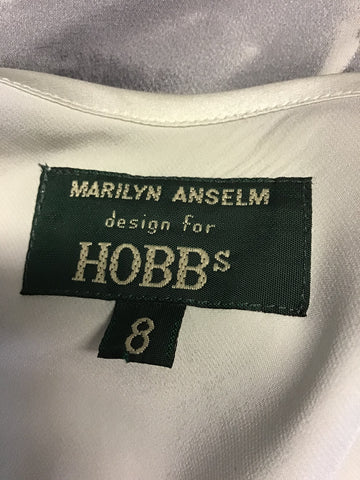 MARILYN ANSELM
design for
HOBBs
8